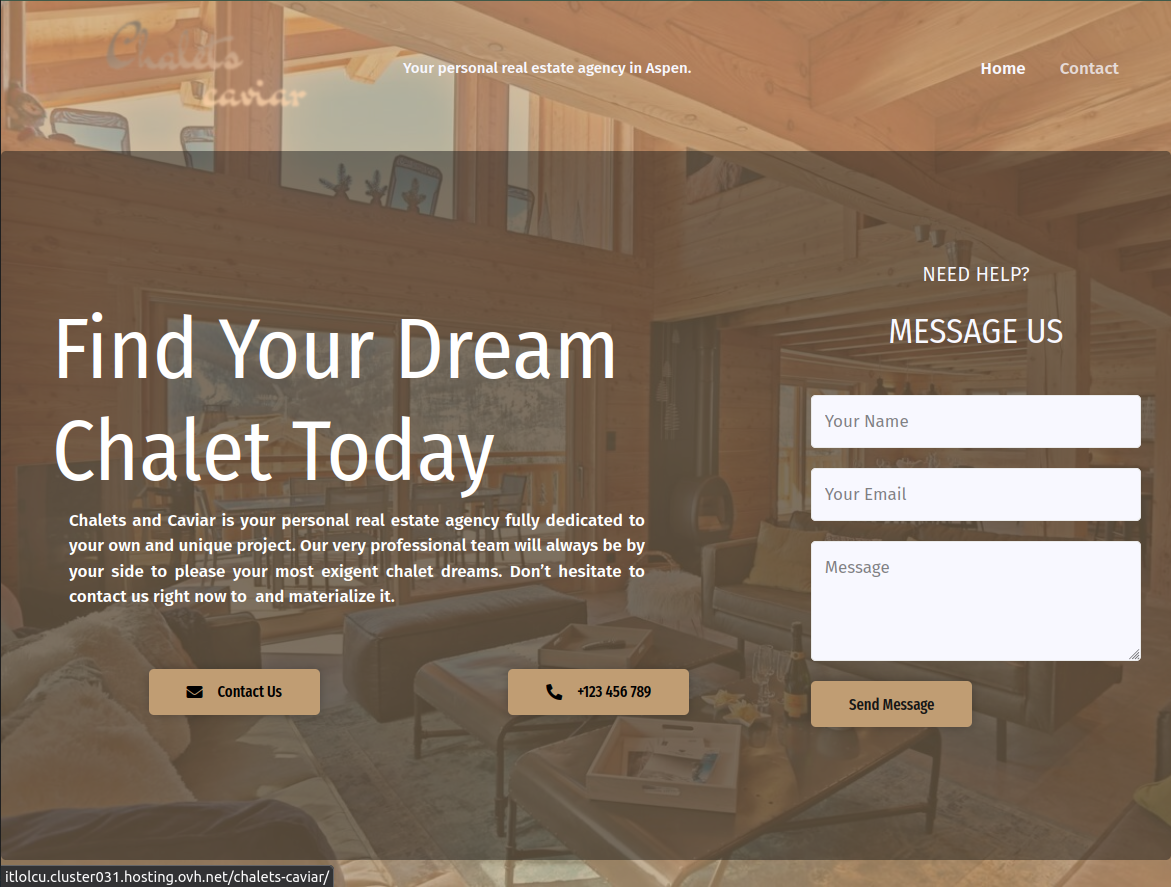 Chalets
caviar
Your personal real estate agency in Aspen.
Home
Contact
Find Your Dream
Chalet Today
Chalets and Caviar is your personal real estate agency fully dedicated to
your own and unique project. Our very professional team will always be by
your side to please your most exigent chalet dreams. Don’t hesitate to
contact us right now to  and materialize it.
Contact Us
+123 456 789
NEED HELP?
MESSAGE US
Your Name
Your Email
Message
Send Message
itlolcu.cluster031.hosting.ovh.net/chalets-caviar/